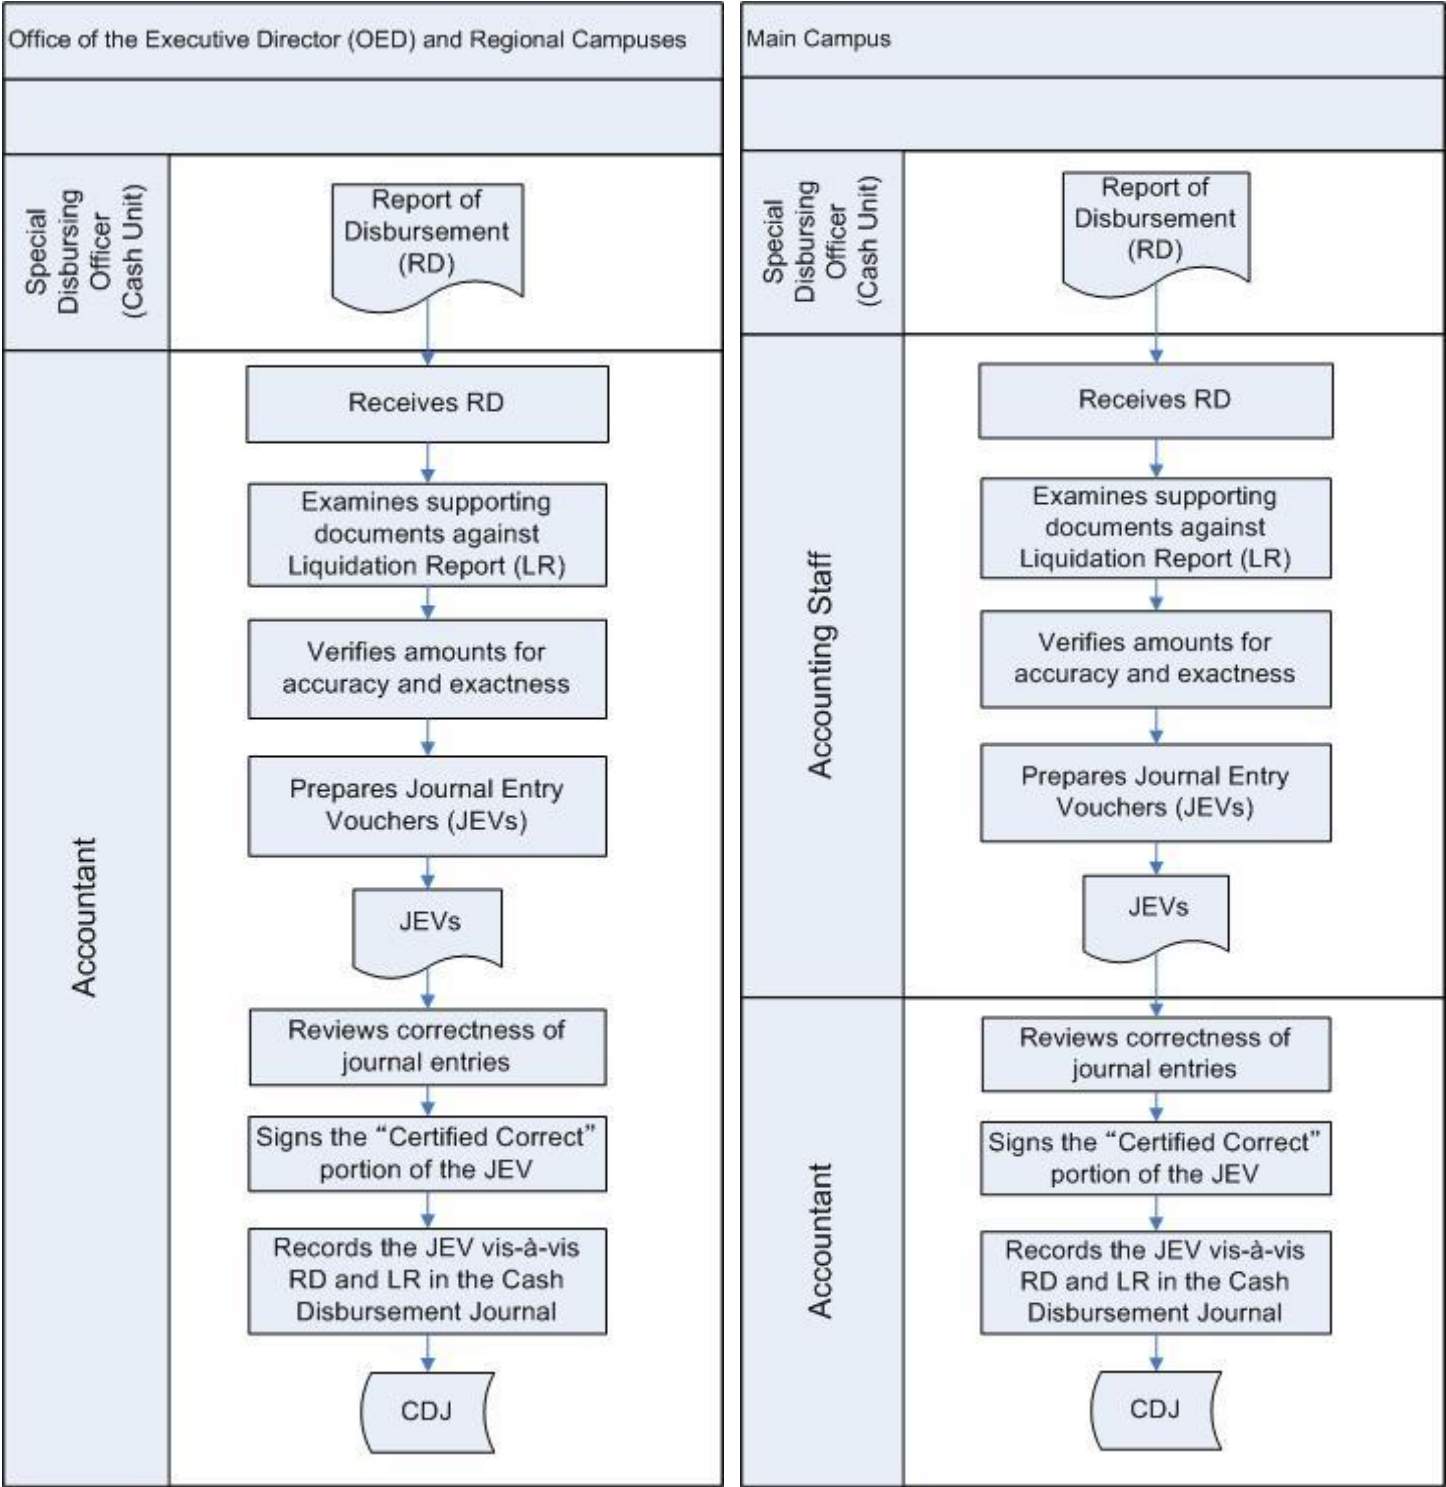 Office of the Executive Director (OED) and Regional Campuses
Special
Disbursing
Officer
(Cash Unit)
Report of
Disbursement
(RD)
Accountant
Receives RD
Examines supporting
documents against
Liquidation Report (LR)
Verifies amounts for
accuracy and exactness
Prepares Journal Entry
Vouchers (JEVs)
JEVs
Reviews correctness of
journal entries
Signs the “Certified Correct”
portion of the JEV
Records the JEV vis-à-vis
RD and LR in the Cash
Disbursement Journal
CDJ
Main Campus
Special
Disbursing
Officer
(Cash Unit)
Report of
Disbursement
(RD)
Accounting Staff
Receives RD
Examines supporting
documents against
Liquidation Report (LR)
Verifies amounts for
accuracy and exactness
Prepares Journal Entry
Vouchers (JEVs)
JEVs
Accountant
Reviews correctness of
journal entries
Signs the “Certified Correct”
portion of the JEV
Records the JEV vis-à-vis
RD and LR in the Cash
Disbursement Journal
CDJ